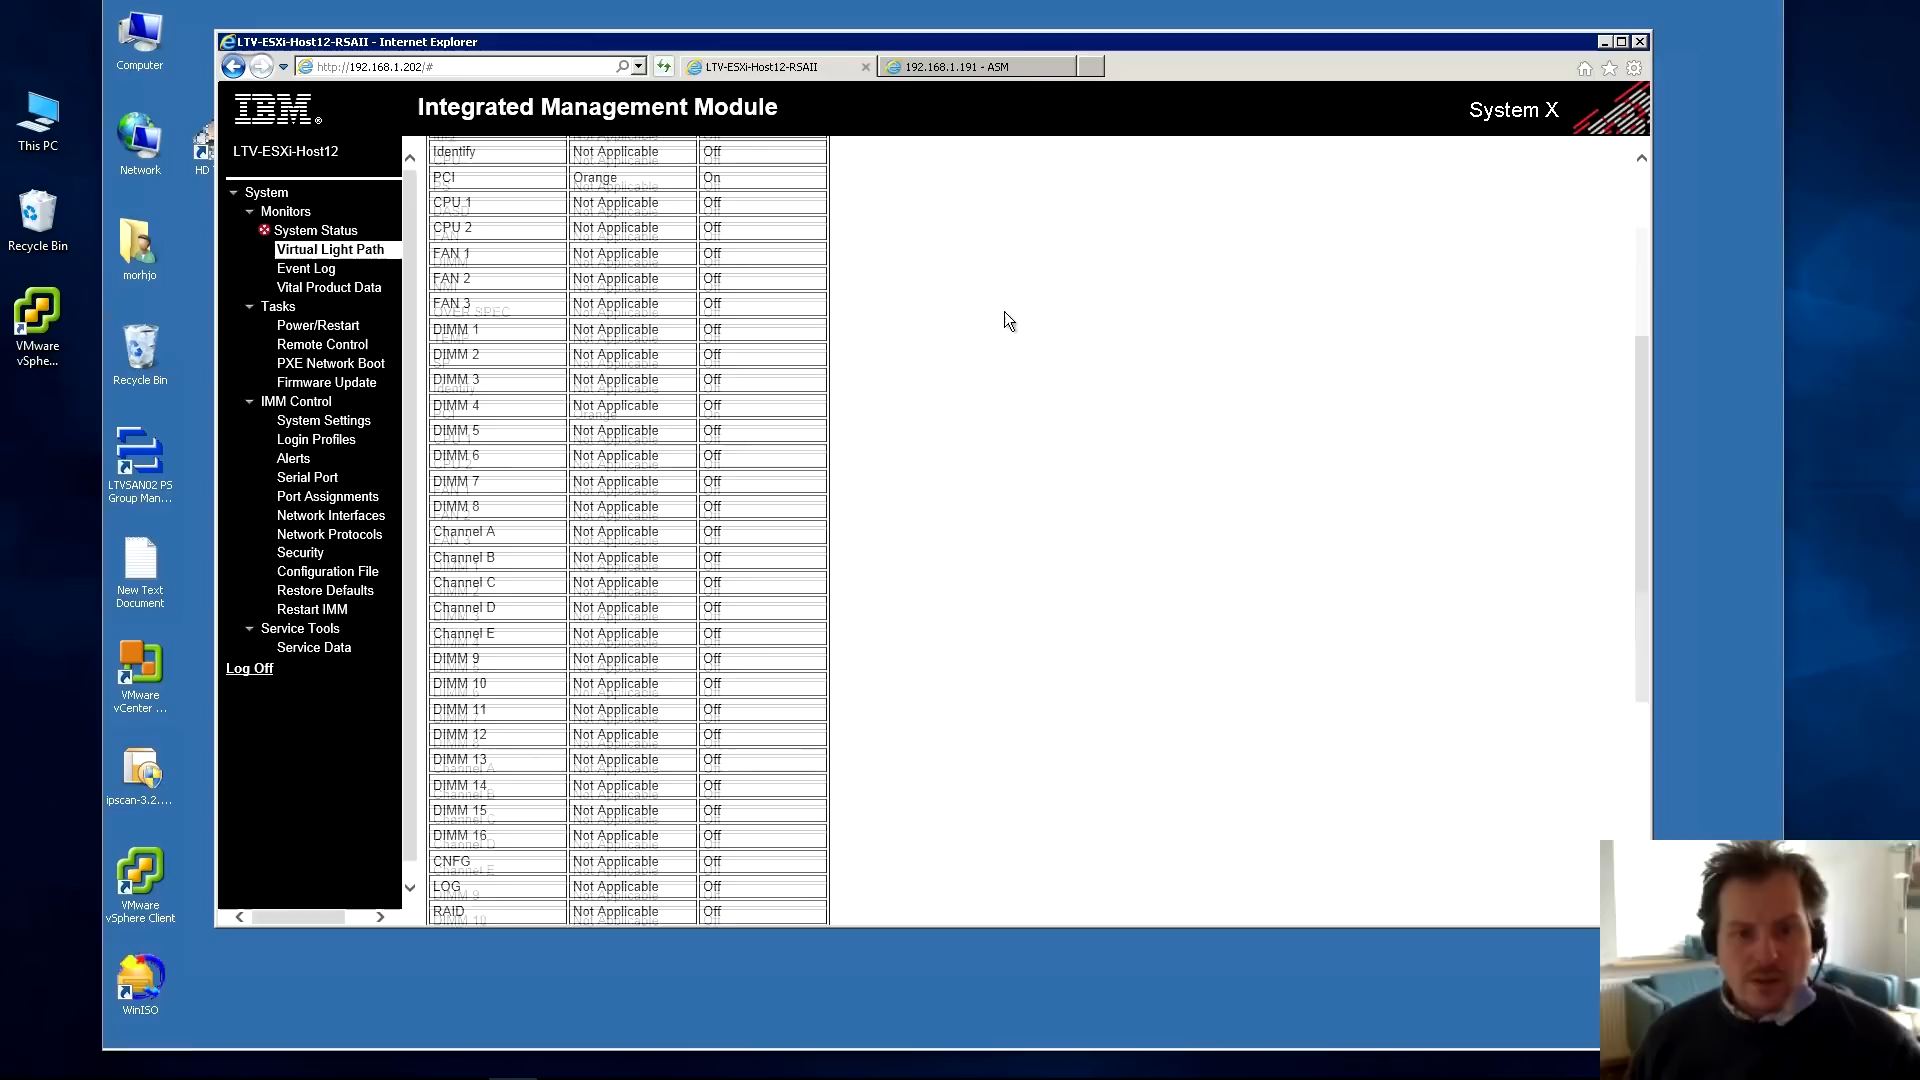 Computer
This PC
Network
HD
Recycle Bin
morhjo
VMware
vSphe...
Recycle Bin
LTVSAN02 PS
Group Man...
New Text
Document
VMware
vCenter ...
ipscan-3.2....
VMware
vSphere Client
WinISO
LTV-ESXi-Host12-RSAII - Internet Explorer
http://192.168.1.202/#
LTV-ESXi-Host12-RSAII
192.168.1.191 - ASM
IBM
Integrated Management Module
System X
LTV-ESXi-Host12
System
Monitors
System Status
Virtual Light Path
Event Log
Vital Product Data
Tasks
Power/Restart
Remote Control
PXE Network Boot
Firmware Update
IMM Control
System Settings
Login Profiles
Alerts
Serial Port
Port Assignments
Network Interfaces
Network Protocols
Security
Configuration File
Restore Defaults
Restart IMM
Service Tools
Service Data
Log Off
Identify Not Applicable Off
PCI Orange On
CPU 1 Not Applicable Off
CPU 2 Not Applicable Off
FAN 1 Not Applicable Off
FAN 2 Not Applicable Off
FAN 3 Not Applicable Off
DIMM 1 Not Applicable Off
DIMM 2 Not Applicable Off
DIMM 3 Not Applicable Off
DIMM 4 Not Applicable Off
DIMM 5 Not Applicable Off
DIMM 6 Not Applicable Off
DIMM 7 Not Applicable Off
DIMM 8 Not Applicable Off
Channel A Not Applicable Off
Channel B Not Applicable Off
Channel C Not Applicable Off
Channel D Not Applicable Off
Channel E Not Applicable Off
DIMM 9 Not Applicable Off
DIMM 10 Not Applicable Off
DIMM 11 Not Applicable Off
DIMM 12 Not Applicable Off
DIMM 13 Not Applicable Off
DIMM 14 Not Applicable Off
DIMM 15 Not Applicable Off
DIMM 16 Not Applicable Off
CNFG Not Applicable Off
LOG Not Applicable Off
RAID Not Applicable Off